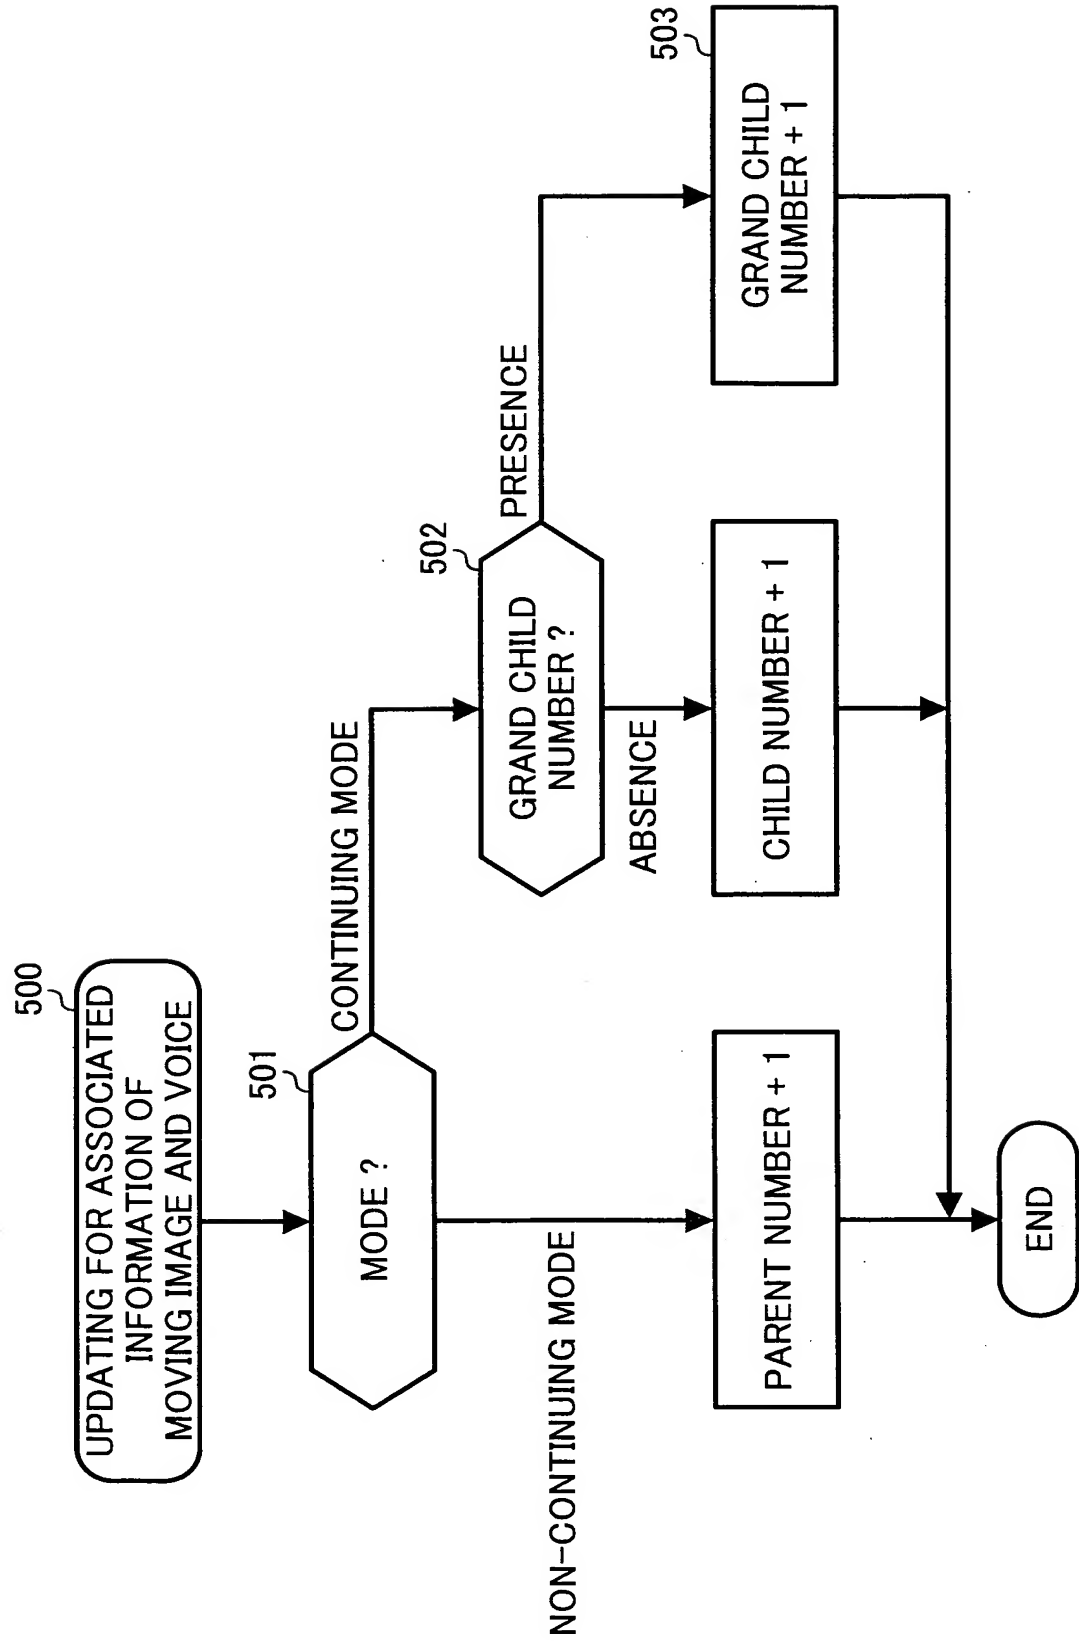 500
UPDATING FOR ASSOCIATED
INFORMATION OF
MOVING IMAGE AND VOICE
501
MODE ?
CONTINUING MODE
NON-CONTINUING MODE
502
GRAND CHILD
NUMBER ?
PRESENCE
ABSENCE
503
PARENT NUMBER + 1
CHILD NUMBER + 1
GRAND CHILD
NUMBER + 1
END